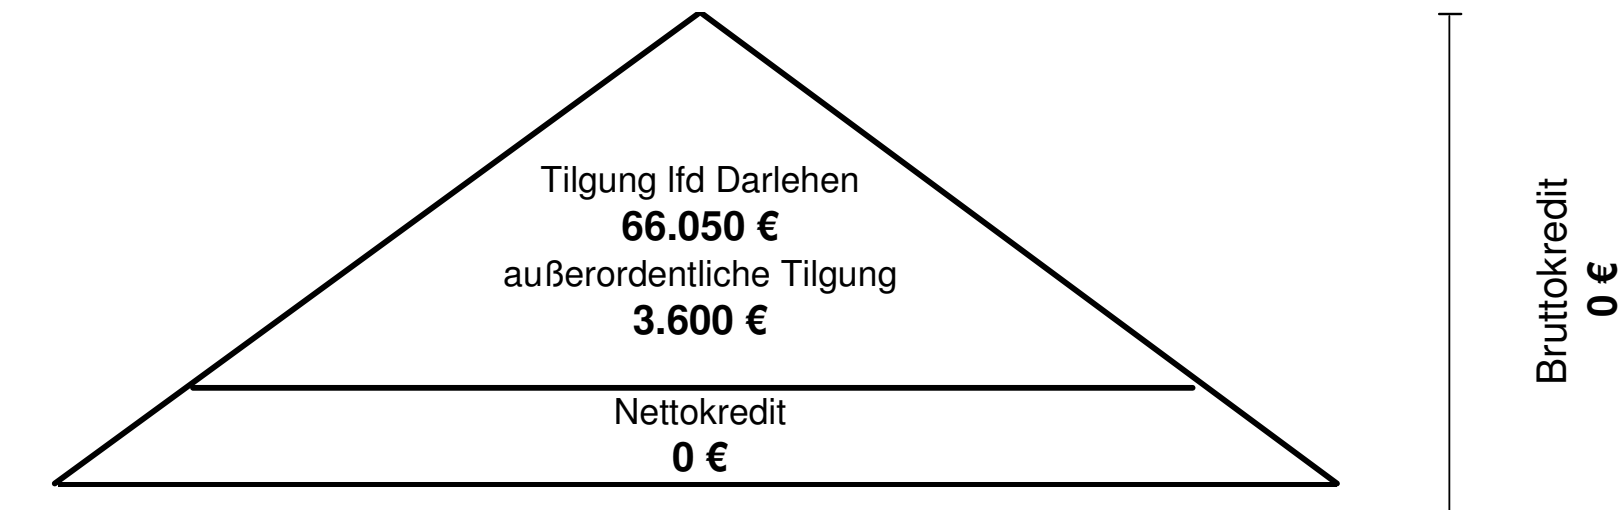 Tilgung lfd Darlehen
66.050 €
außerordentliche Tilgung
3.600 €
Nettokredit
0 €
Bruttokredit
0 €